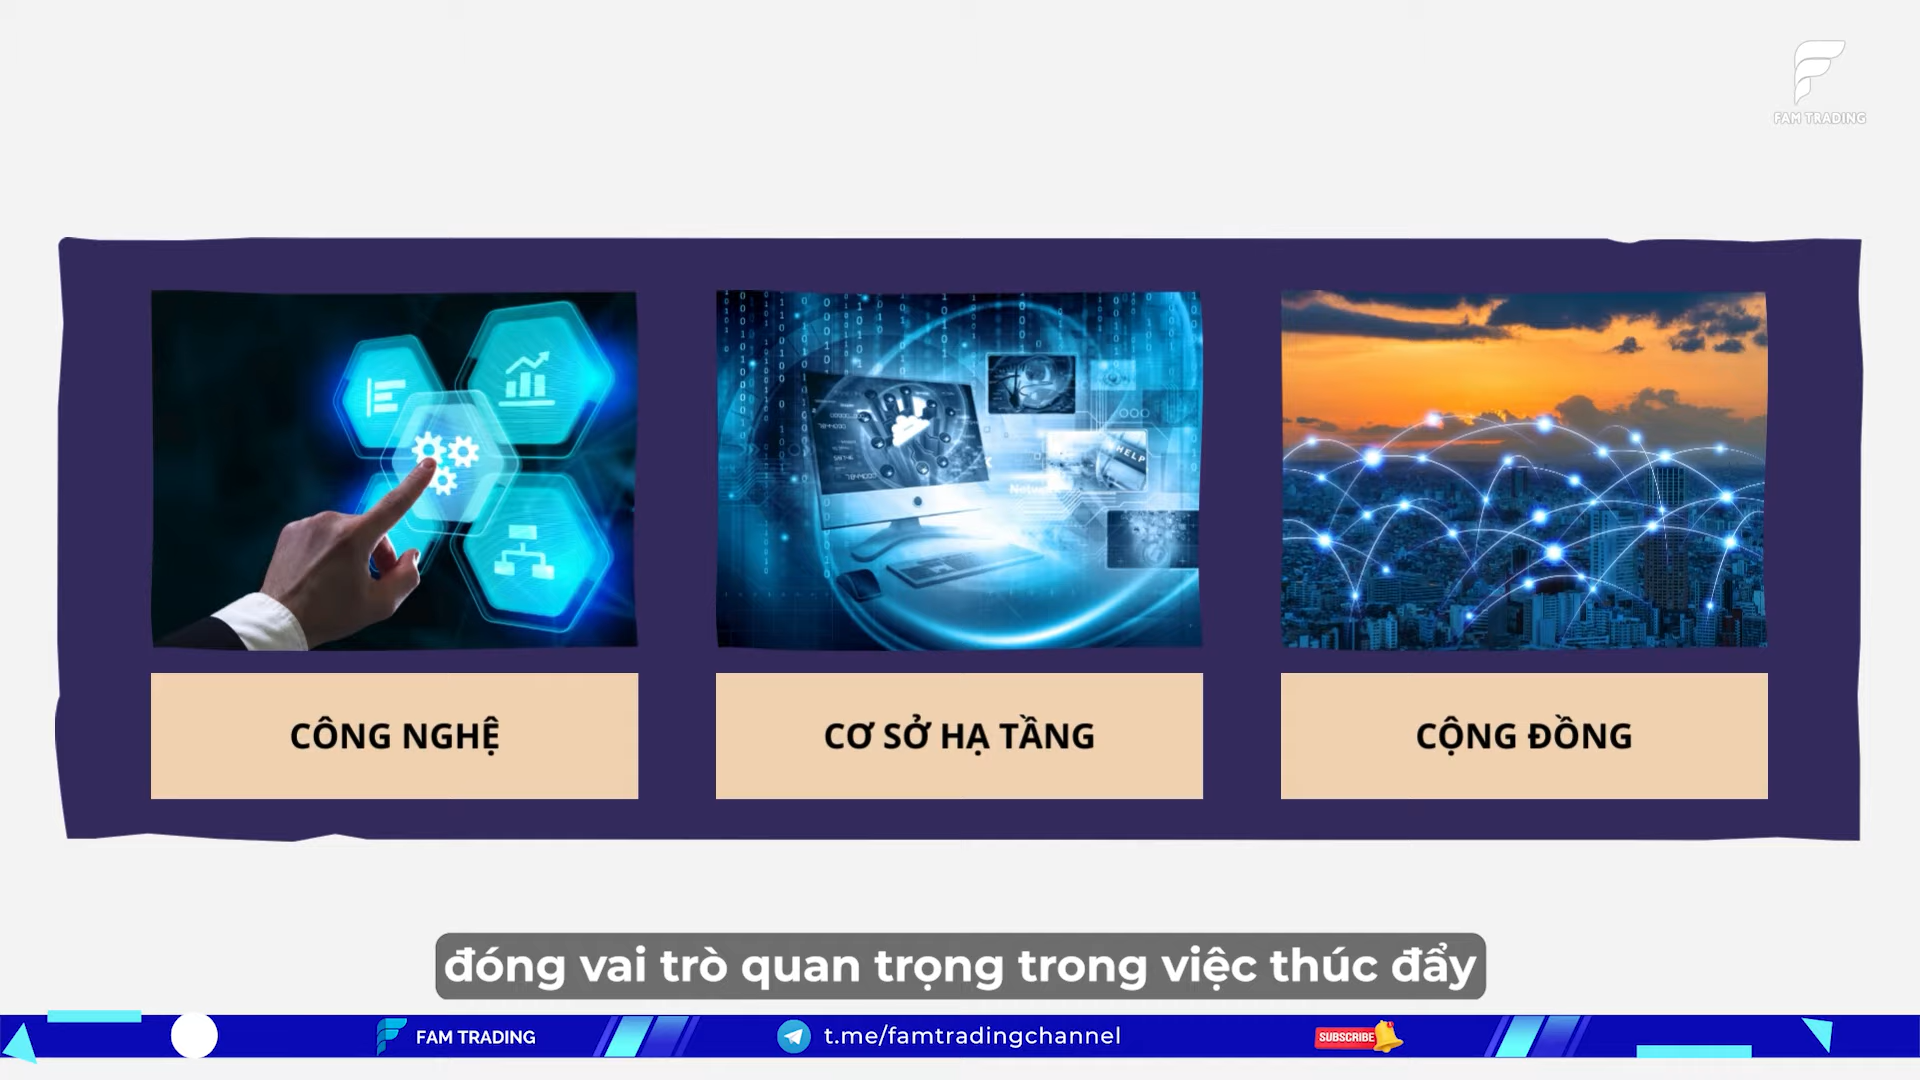 FAM TRADING
HELP
CÔNG NGHỆ
CƠ SỞ HẠ TẦNG
CỘNG ĐỒNG
đóng vai trò quan trọng trong việc thúc đẩy
FAM TRADING
t.me/famtradingchannel
SUBSCRIBE